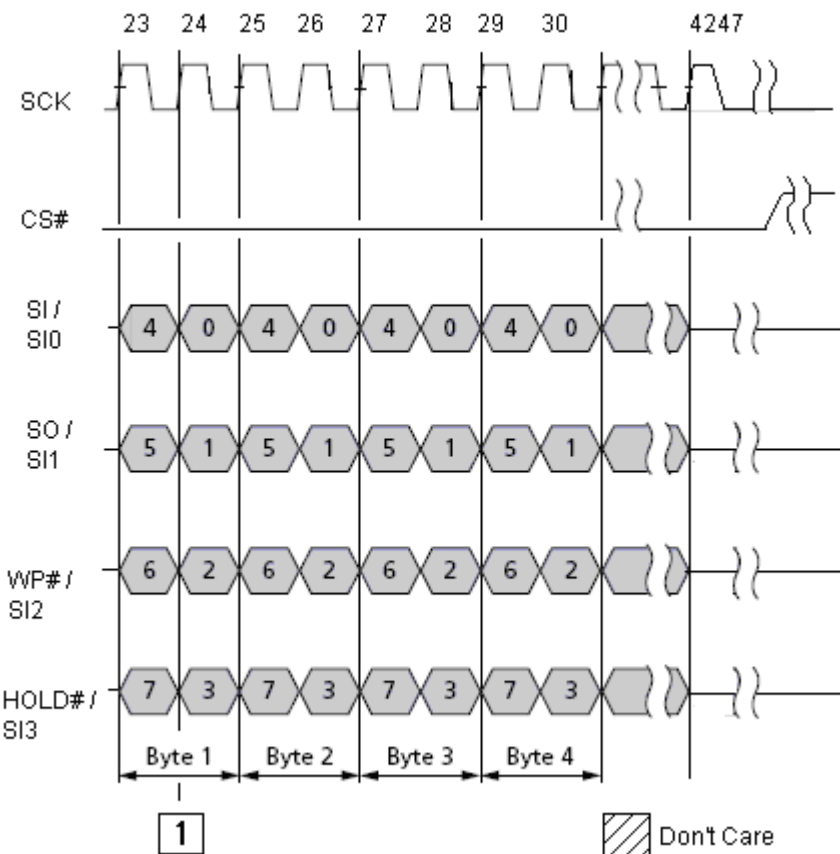 23 24 25 26 27 28 29 30 4247
SCK
CS#
SI /
SI0
4 0 4 0 4 0 4 0
SO /
SI1
5 1 5 1 5 1 5 1
WP# /
SI2
6 2 6 2 6 2 6 2
HOLD# /
SI3
7 3 7 3 7 3 7 3
Byte 1 Byte 2 Byte 3 Byte 4
1
Don't Care